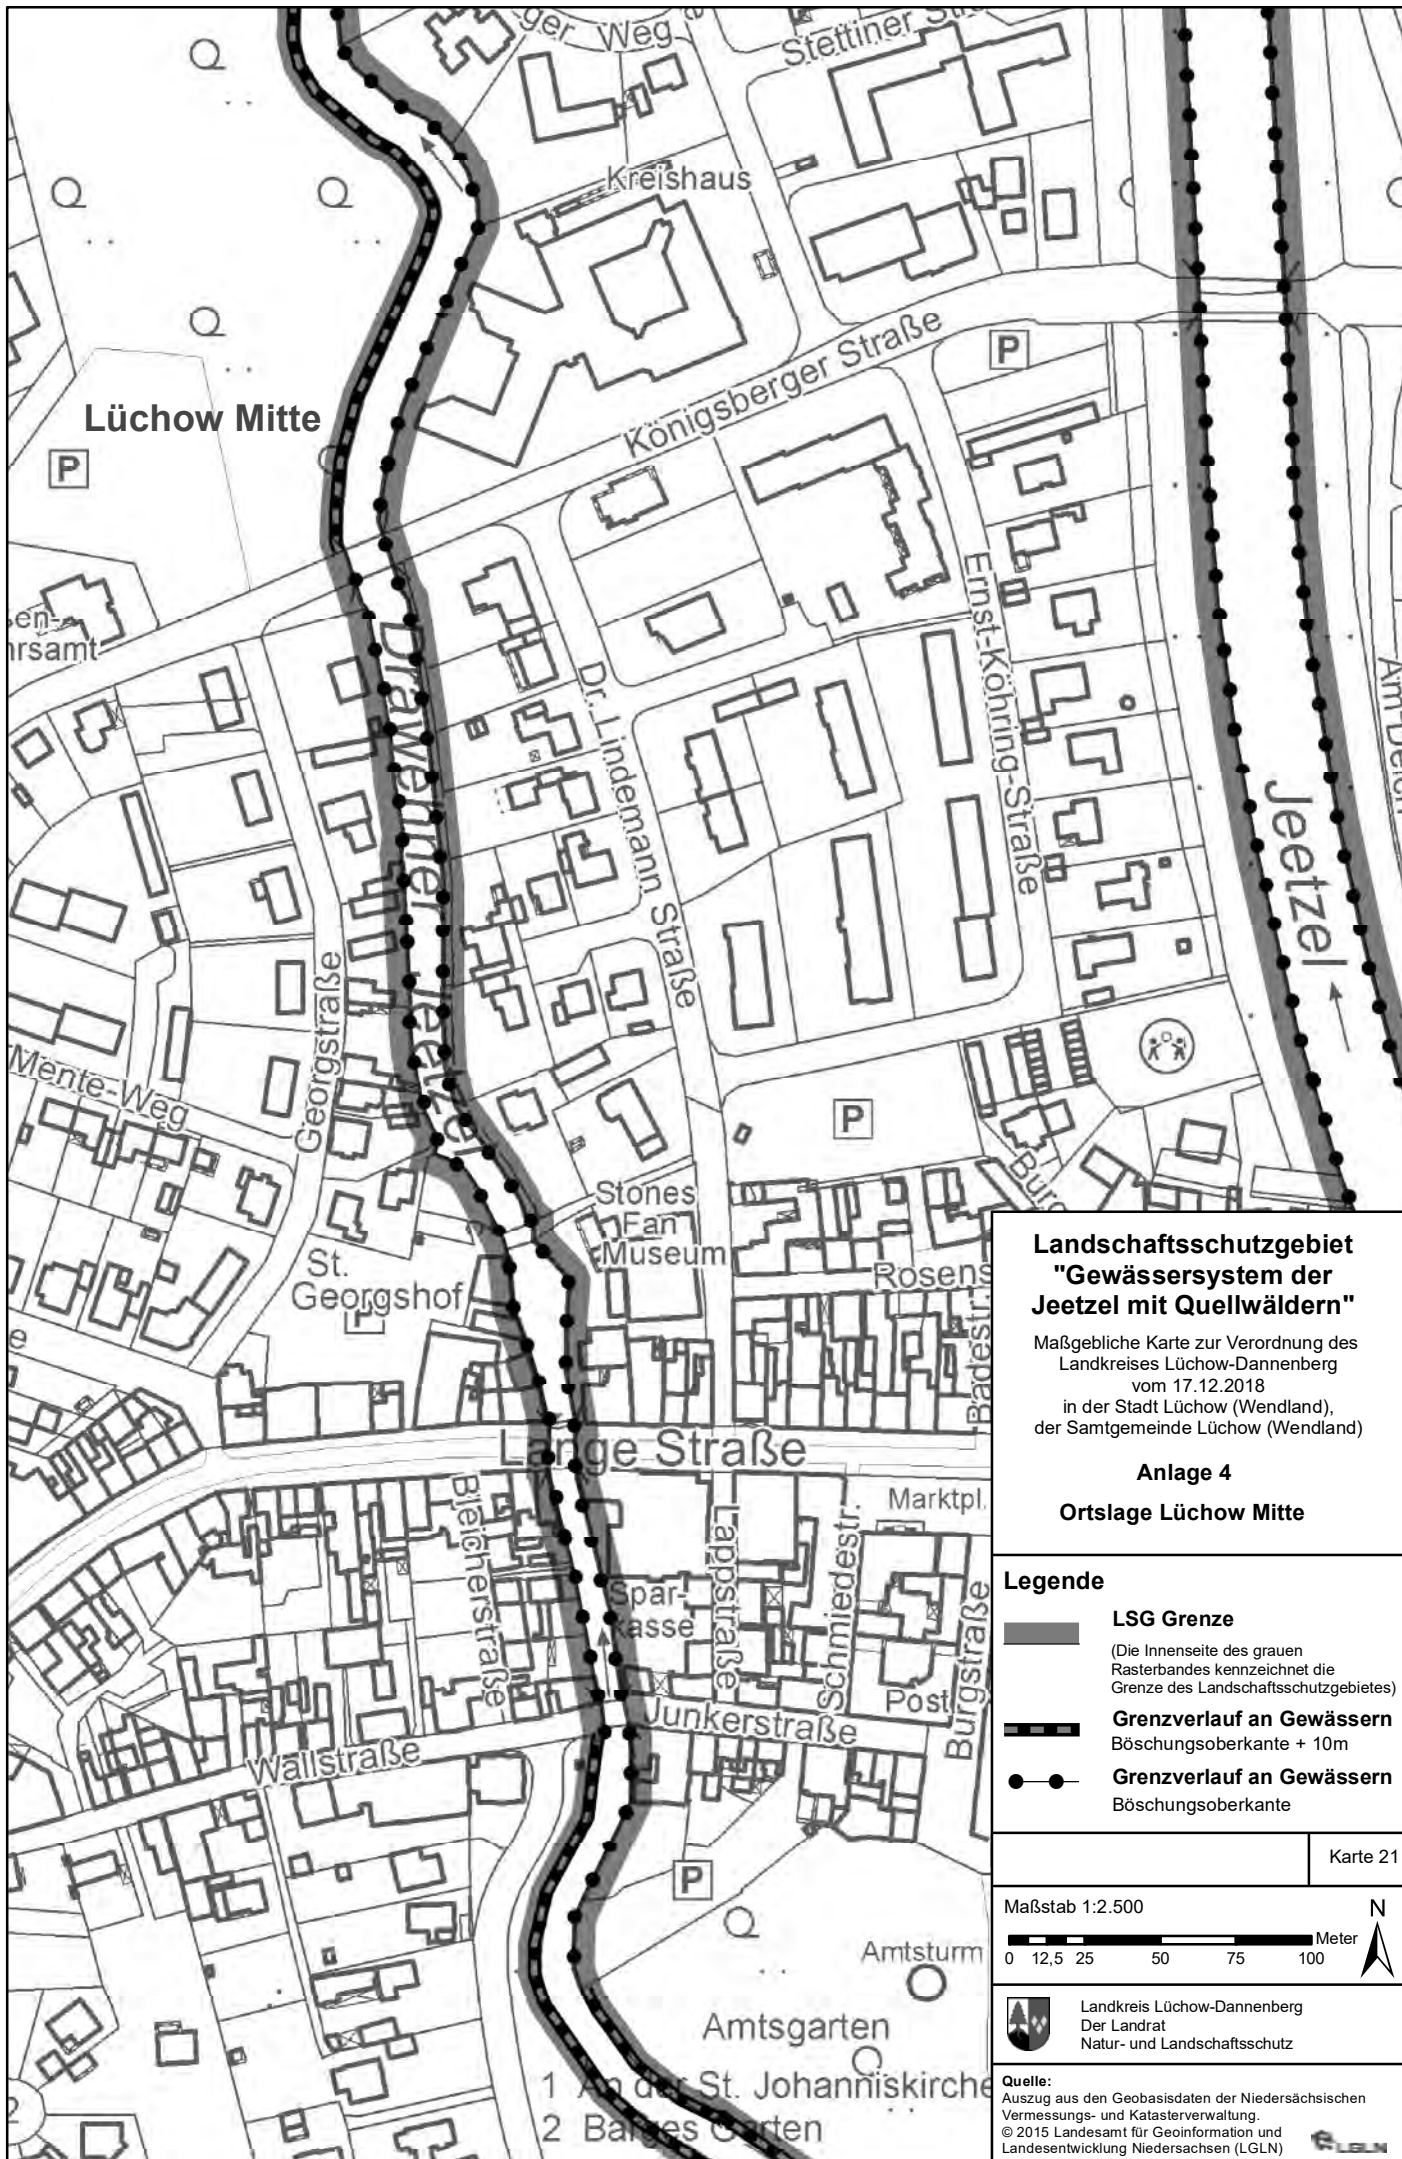 ger Weg
Stettiner Str
Kreishaus
Königsberger Straße
P
Lüchow Mitte
P
en-
hrsamt
Drawehner Jeetzel
Dr. Lindemann Straße
Ernst-Köhring-Straße
Am Deich
Jeetzel
Georgstraße
Mente-Weg
P
Burg
Stones
Fan
Museum
St.
Georgshof
Rosens
Badestr.
e
Lange Straße
Marktpl.
Bleicherstraße
Lappstraße
Schmiedestr.
Burgstraße
Spar-
kasse
Post
Junkerstraße
Wallstraße
P
Amtsturm
Amtsgarten
1 An der St. Johanniskirche
2 Barges Garten
2
Landschaftsschutzgebiet
"Gewässersystem der
Jeetzel mit Quellwäldern"
Maßgebliche Karte zur Verordnung des
Landkreises Lüchow-Dannenberg
vom 17.12.2018
in der Stadt Lüchow (Wendland),
der Samtgemeinde Lüchow (Wendland)
Anlage 4
Ortslage Lüchow Mitte
Legende
LSG Grenze
(Die Innenseite des grauen
Rasterbandes kennzeichnet die
Grenze des Landschaftsschutzgebietes)
Grenzverlauf an Gewässern
Böschungsoberkante + 10m
Grenzverlauf an Gewässern
Böschungsoberkante
Karte 21
Maßstab 1:2.500
N
Meter
0 12,5 25 50 75 100
Landkreis Lüchow-Dannenberg
Der Landrat
Natur- und Landschaftsschutz
Quelle:
Auszug aus den Geobasisdaten der Niedersächsischen
Vermessungs- und Katasterverwaltung.
© 2015 Landesamt für Geoinformation und
Landesentwicklung Niedersachsen (LGLN)
LGLN